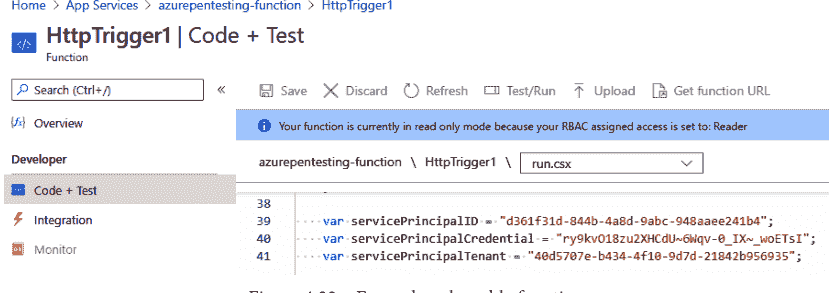 Home > App Services > azurepentesting-function > HttpTrigger1
HttpTrigger1 | Code + Test
Function
Search (Ctrl+/)
«
Save Discard Refresh Test/Run Upload Get function URL
Overview
Your function is currently in read only mode because your RBAC assigned access is set to: Reader
Developer
azurepentesting-function \ HttpTrigger1 \ run.csx
Code + Test
Integration
Monitor
38
39 var servicePrincipalID = "d361f31d-844b-4a8d-9abc-948aaee241b4";
40 var servicePrincipalCredential = "ry9kvO18zu2XHCdU~6Wqv-0_IX~_woETsI";
41 var servicePrincipalTenant = "40d5707e-b434-4f10-9d7d-21842b956935";